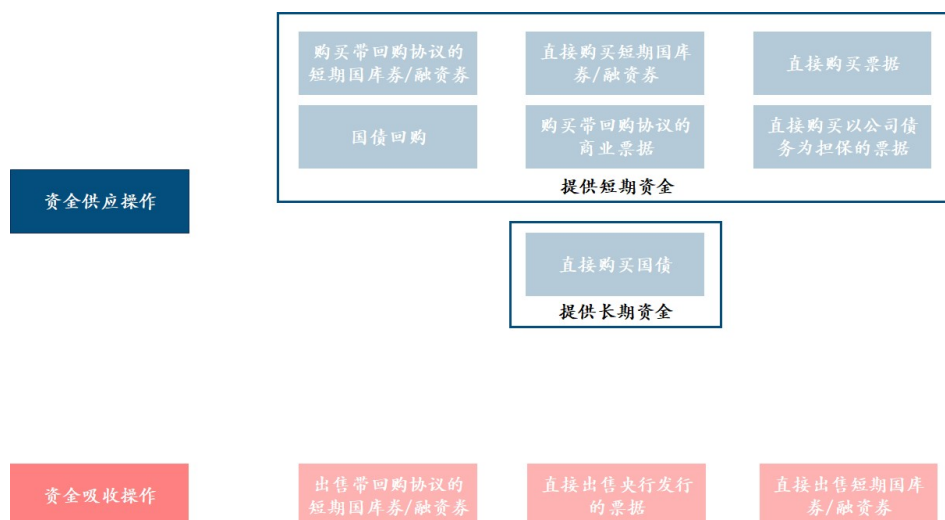 购买带回购协议的
短期国库券/融资券
直接购买短期国库
券/融资券
直接购买票据
国债回购
购买带回购协议的
商业票据
直接购买以公司债
务为担保的票据
提供短期资金
资金供应操作
直接购买国债
提供长期资金
资金吸收操作
出售带回购协议的
短期国库券/融资券
直接出售央行发行
的票据
直接出售短期国库
券/融资券